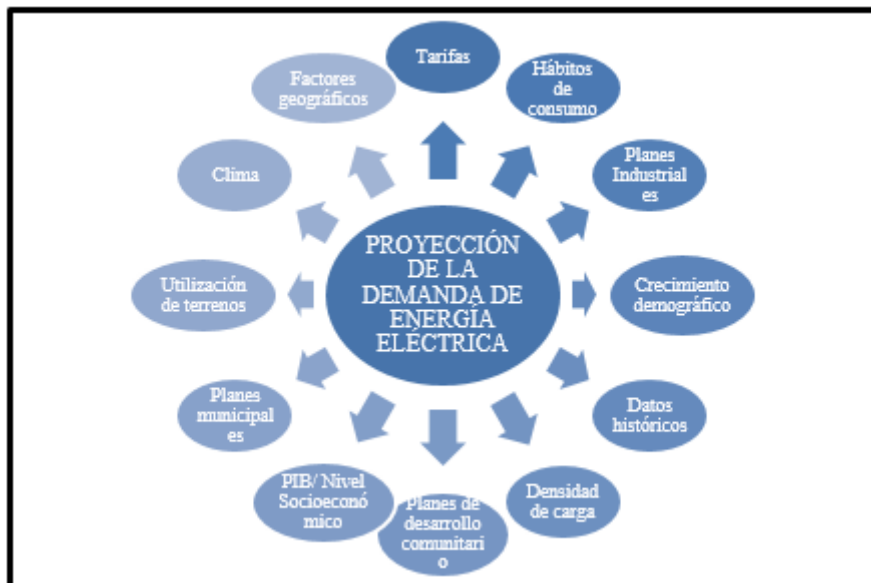 Tarifas
Hábitos
de
consumo
Planes
Industrial
es
Crecimiento
demográfico
Datos
históricos
Densidad
de carga
Planes de
desarrollo
comunitari
o
PIB/ Nivel
Socioeconó
mico
Planes
municipal
es
Utilización
de terrenos
Clima
Factores
geográficos
PROYECCIÓN
DE LA
DEMANDA DE
ENERGÍA
ELÉCTRICA